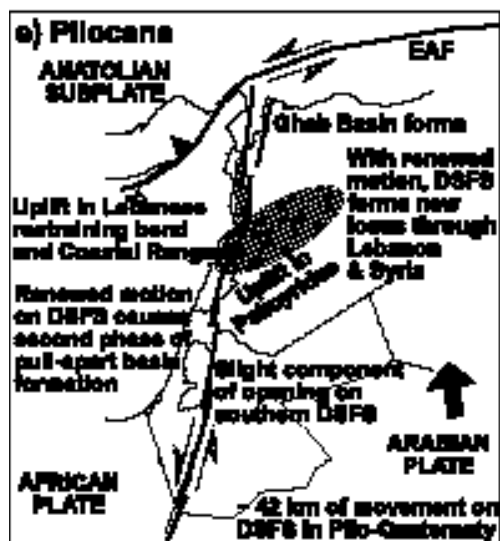 e) Pliocene
ANATOLIAN
SUBPLATE
EAF
Ghab Basin forms
With renewed
motion, DSFS
forms new
locus through
Lebanon
& Syria
Uplift in Lebanese
restraining bend
and Coastal Range
Uplift in
Palmyrides
Renewed motion
on DSFS causes
second phase of
pull-apart basin
formation
Slight component
of opening on
southern DSFS
ARABIAN
PLATE
AFRICAN
PLATE
~ 42 km of movement on
DSFS in Plio-Quaternary